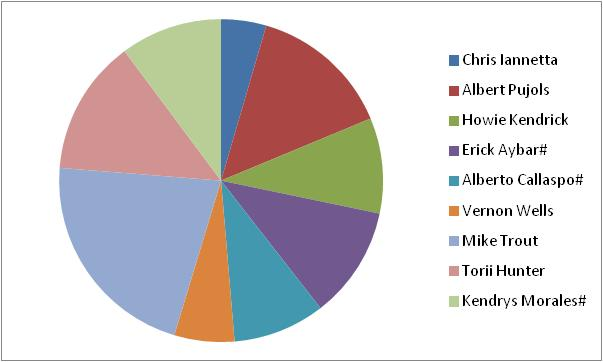 Chris Iannetta
Albert Pujols
Howie Kendrick
Erick Aybar#
Alberto Callaspo#
Vernon Wells
Mike Trout
Torii Hunter
Kendrys Morales#